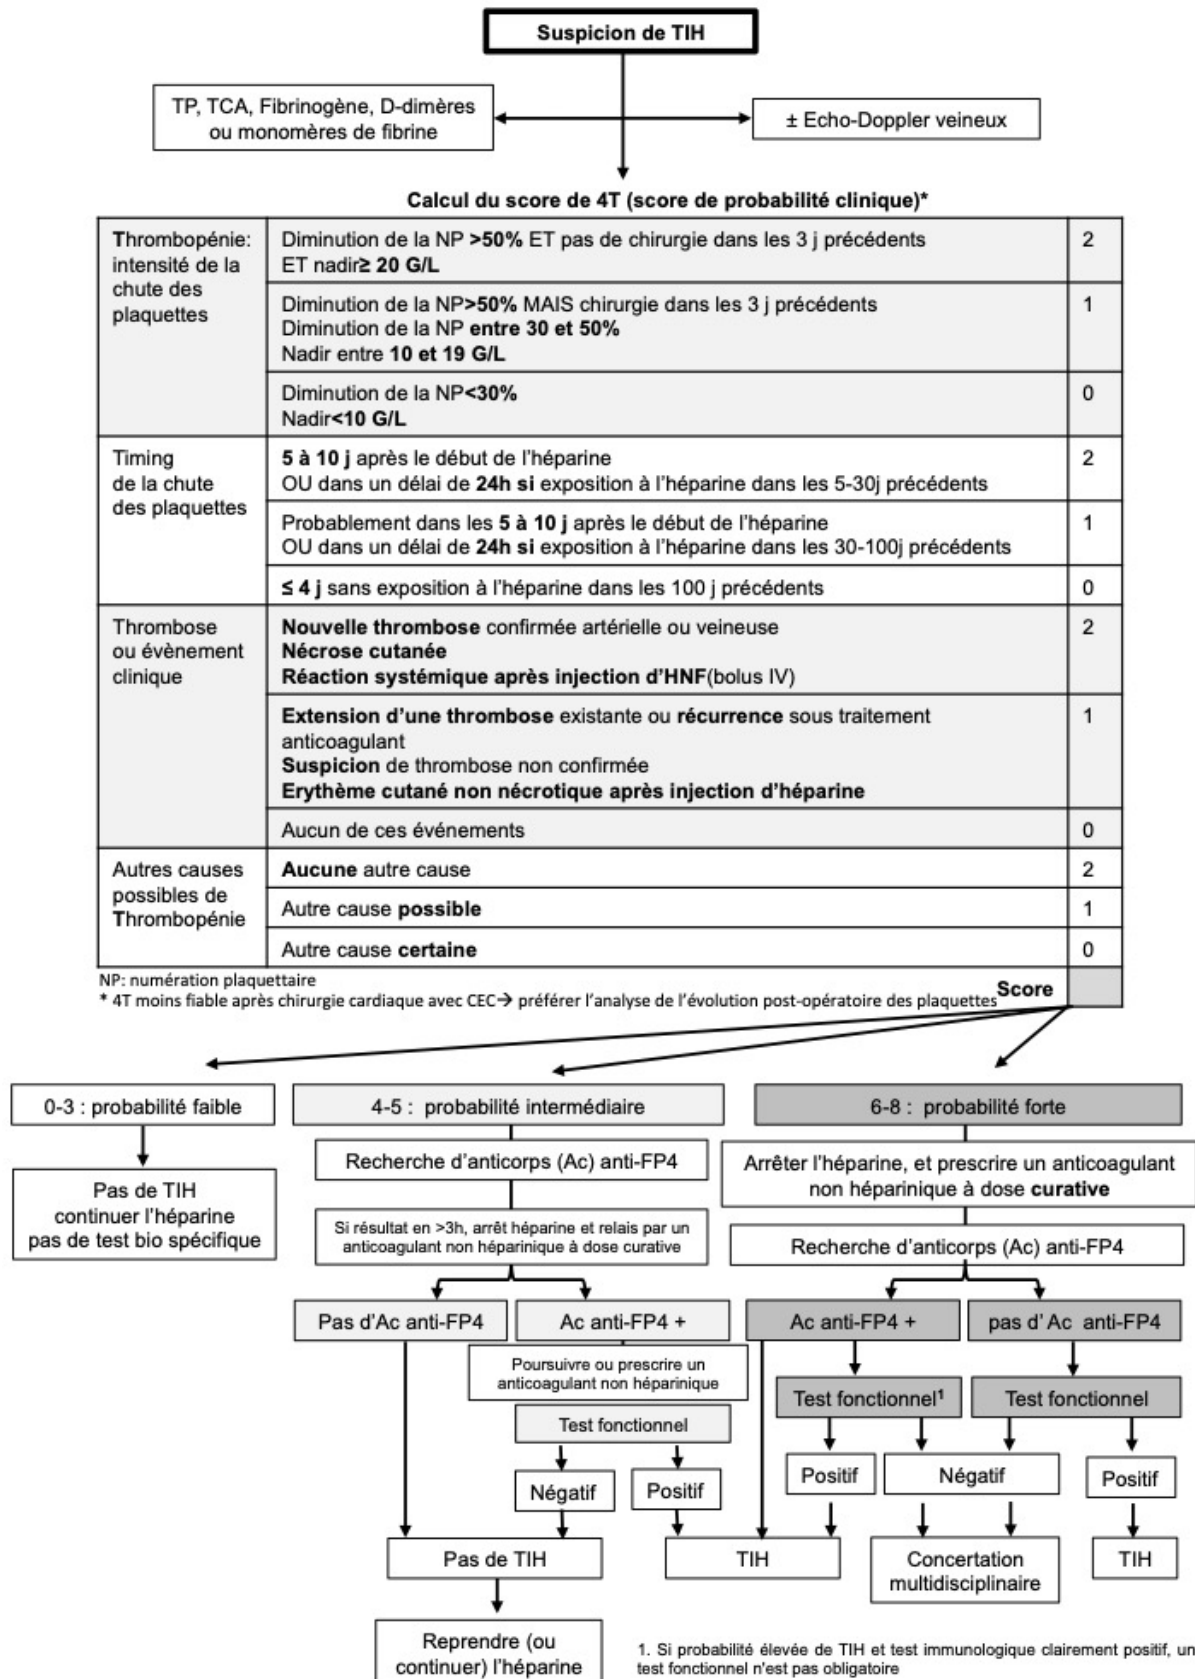 Suspicion de TIH
TP, TCA, Fibrinogène, D-dimères
ou monomères de fibrine
± Echo-Doppler veineux
Calcul du score de 4T (score de probabilité clinique)*
Thrombopénie:
intensité de la
chute des
plaquettes
Diminution de la NP >50% ET pas de chirurgie dans les 3 j précédents
ET nadir≥ 20 G/L
2
Diminution de la NP>50% MAIS chirurgie dans les 3 j précédents
Diminution de la NP entre 30 et 50%
Nadir entre 10 et 19 G/L
1
Diminution de la NP<30%
Nadir<10 G/L
0
Timing
de la chute
des plaquettes
5 à 10 j après le début de l'héparine
OU dans un délai de 24h si exposition à l'héparine dans les 5-30j précédents
2
Probablement dans les 5 à 10 j après le début de l'héparine
OU dans un délai de 24h si exposition à l'héparine dans les 30-100j précédents
1
≤ 4 j sans exposition à l'héparine dans les 100 j précédents
0
Thrombose
ou évènement
clinique
Nouvelle thrombose confirmée artérielle ou veineuse
Nécrose cutanée
Réaction systémique après injection d'HNF(bolus IV)
2
Extension d'une thrombose existante ou récurrence sous traitement
anticoagulant
Suspicion de thrombose non confirmée
Erythème cutané non nécrotique après injection d'héparine
1
Aucun de ces événements
0
Autres causes
possibles de
Thrombopénie
Aucune autre cause
2
Autre cause possible
1
Autre cause certaine
0
NP: numération plaquettaire
* 4T moins fiable après chirurgie cardiaque avec CEC→ préférer l'analyse de l'évolution post-opératoire des plaquettes
Score
0-3 : probabilité faible
4-5 : probabilité intermédiaire
6-8 : probabilité forte
Pas de TIH
continuer l'héparine
pas de test bio spécifique
Recherche d'anticorps (Ac) anti-FP4
Arrêter l'héparine, et prescrire un anticoagulant
non héparinique à dose curative
Si résultat en >3h, arrêt héparine et relais par un
anticoagulant non héparinique à dose curative
Recherche d'anticorps (Ac) anti-FP4
Pas d'Ac anti-FP4
Ac anti-FP4 +
Ac anti-FP4 +
pas d' Ac anti-FP4
Poursuivre ou prescrire un
anticoagulant non héparinique
Test fonctionnel
Test fonctionnel¹
Test fonctionnel
Négatif
Positif
Positif
Négatif
Positif
Pas de TIH
TIH
Concertation
multidisciplinaire
TIH
Reprendre (ou
continuer) l'héparine
1. Si probabilité élevée de TIH et test immunologique clairement positif, un
test fonctionnel n'est pas obligatoire